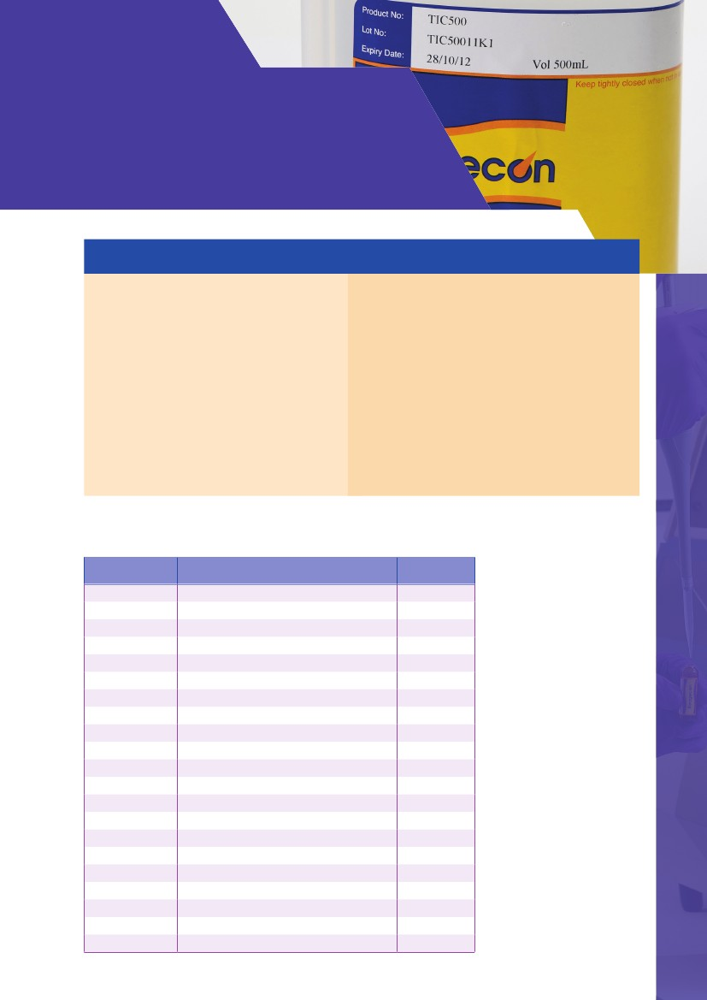 Product No: TIC500
Lot No: TIC50011K1
Expiry Date: 28/10/12 Vol 500mL
Keep tightly closed when not
econ